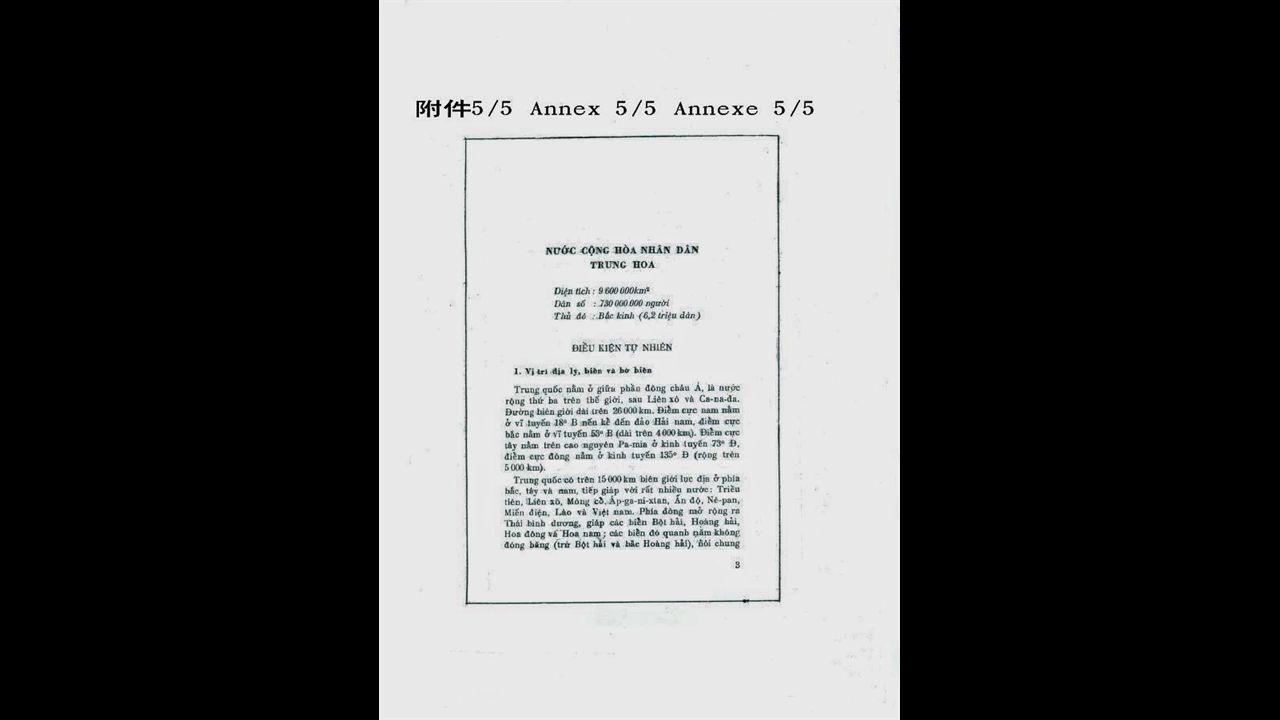 附件5/5 Annex 5/5 Annexe 5/5
NƯỚC CỘNG HÒA NHÂN DÂN
TRUNG HOA
Diện tích : 9 600 000km²
Dân số : 730 000 000 người
Thủ đô : Bắc kinh (6,2 triệu dân)
ĐIỀU KIỆN TỰ NHIÊN
1. Vị trí địa lý, biên và bờ biên
Trung quốc nằm ở giữa phần đông châu Á, là nước
rộng thứ ba trên thế giới, sau Liên xô và Ca-na-đa.
Đường biên giới dài trên 26 000 km. Điểm cực nam nằm
ở vĩ tuyến 18° B nến kề đến đảo Hải nam, điểm cực
bắc nằm ở vĩ tuyến 53° B (dài trên 4 000 km). Điểm cực
tây nằm trên cao nguyên Pa-mia ở kinh tuyến 73° Đ,
điểm cực đông nằm ở kinh tuyến 135° Đ (rộng trên
5 000 km).
Trung quốc có trên 15 000 km biên giới lục địa ở phía
bắc, tây và nam, tiếp giáp với rất nhiều nước: Triều
tiên, Liên xô, Mông cổ, Áp-ga-ni-xtan, Ấn độ, Nê-pan,
Miến điện, Lào và Việt nam. Phía đông mở rộng ra
Thái bình dương, giáp các biển Bột hải, Hoàng hải,
Hoa đông và Hoa nam; các biển đó quanh năm không
đóng băng (trừ Bột hải và bắc Hoàng hải), nói chung
3